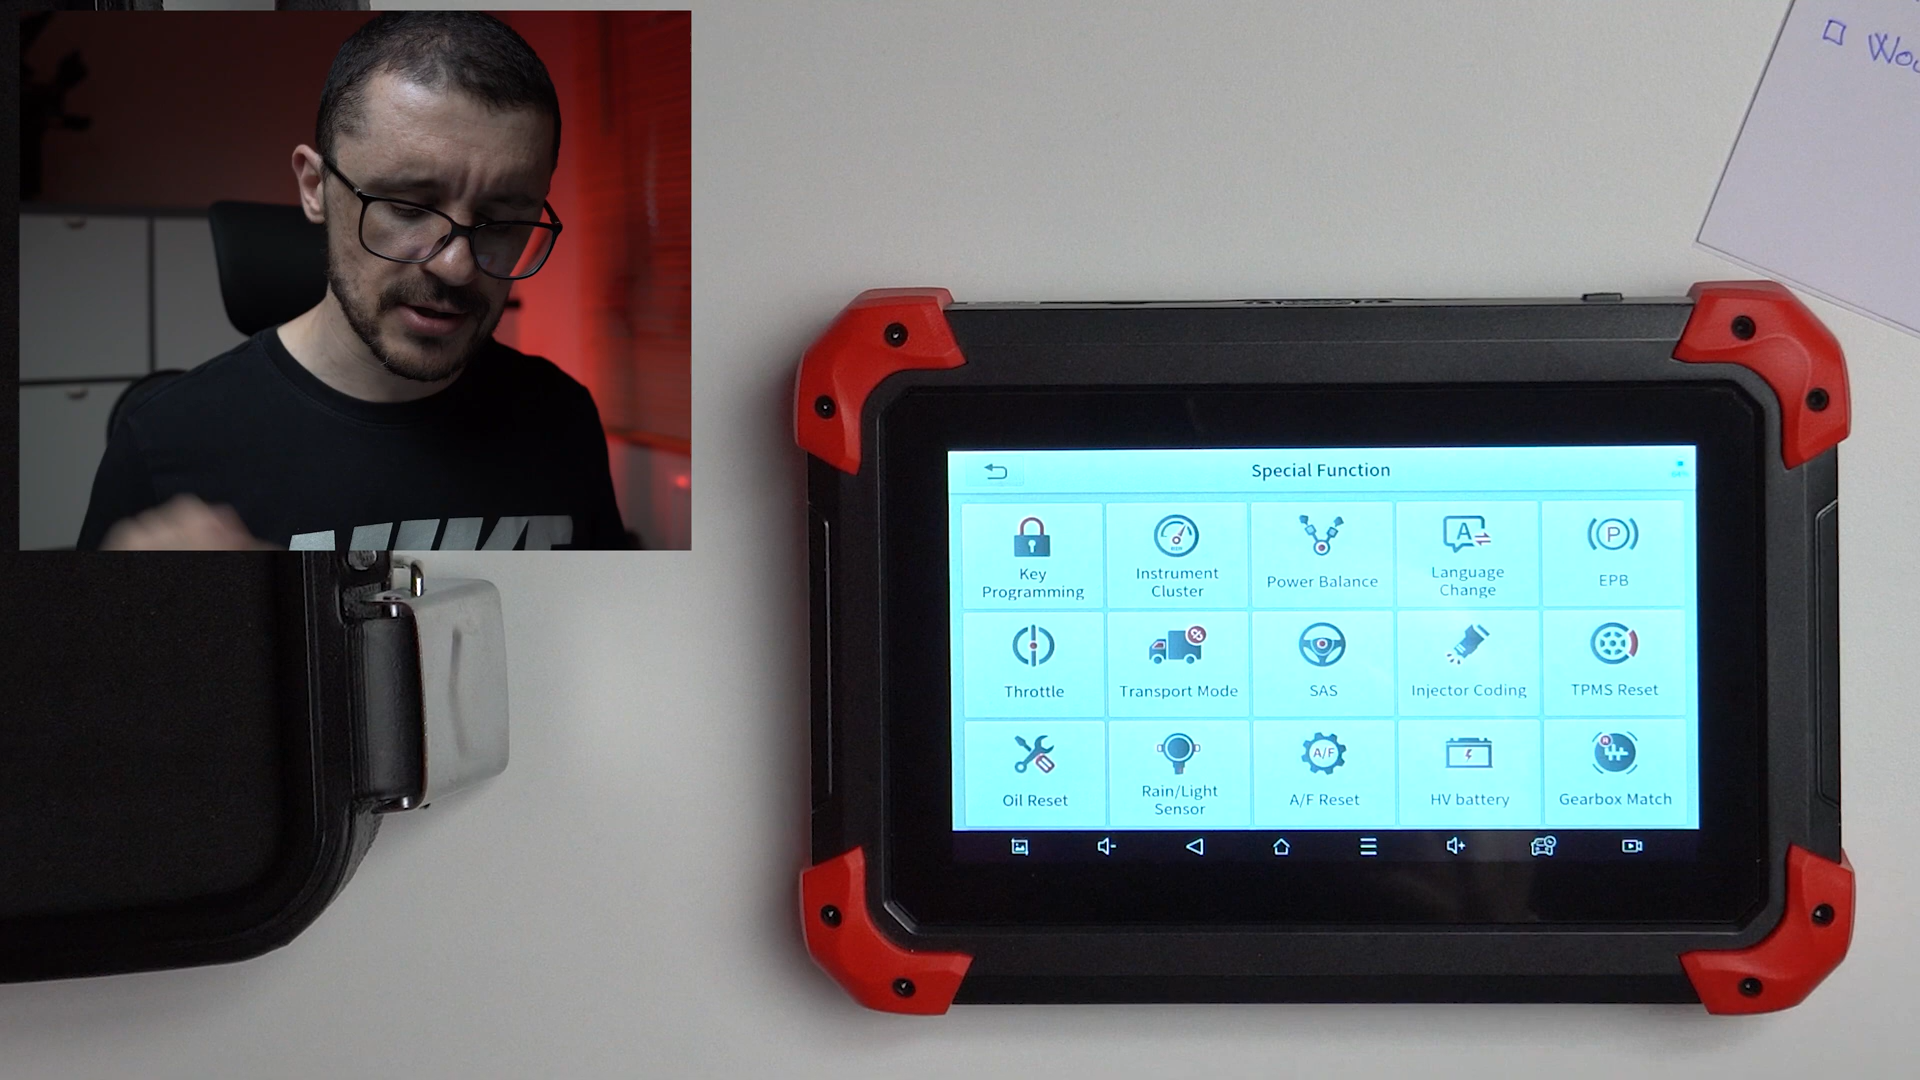 Special Function
Key
Programming
Instrument
Cluster
Power Balance
A
Language
Change
P
EPB
Throttle
Transport Mode
SAS
Injector Coding
TPMS Reset
Oil Reset
Rain/Light
Sensor
A/F
A/F Reset
HV battery
Gearbox Match